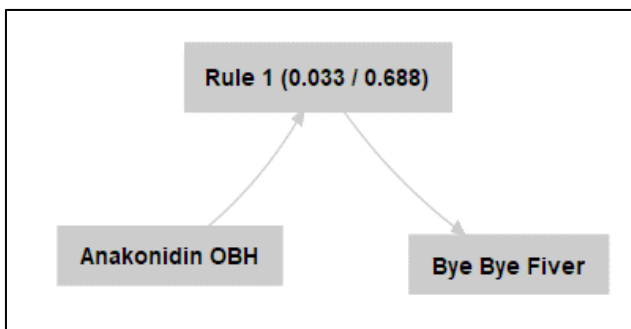 Rule 1 (0.033 / 0.688)
Anakonidin OBH
Bye Bye Fiver